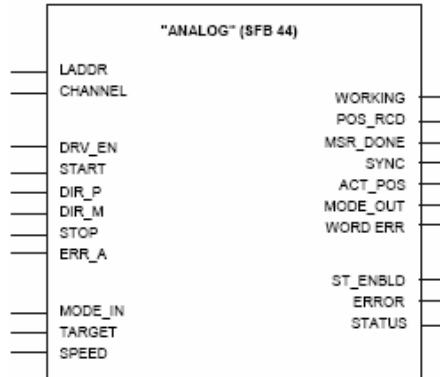 "ANALOG" (SFB 44)
LADDR
CHANNEL
DRV_EN
START
DIR_P
DIR_M
STOP
ERR_A
MODE_IN
TARGET
SPEED
WORKING
POS_RCD
MSR_DONE
SYNC
ACT_POS
MODE_OUT
WORD ERR
ST_ENBLD
ERROR
STATUS